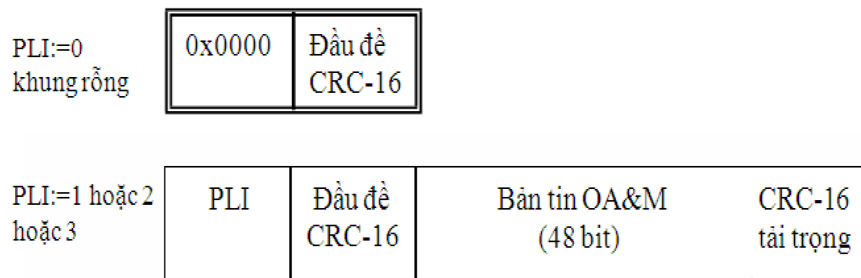 PLI:=0
khung rỗng
0x0000
Đầu đề
CRC-16
PLI:=1 hoặc 2
hoặc 3
PLI
Đầu đề
CRC-16
Bản tin OA&M
(48 bit)
CRC-16
tải trọng